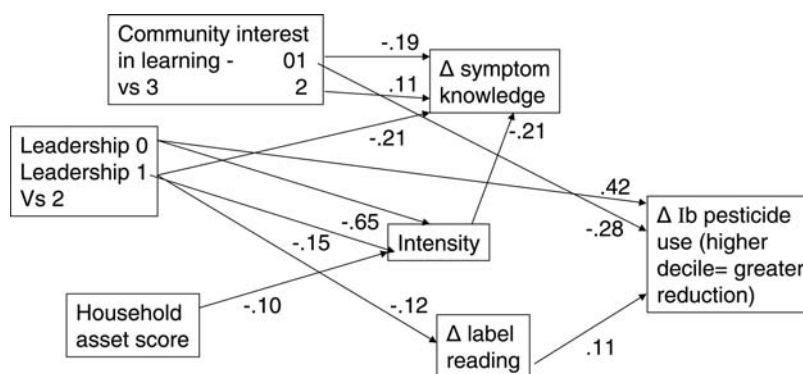 Community interest
in learning - 01
vs 3 2
-.19
.11
Δ symptom
knowledge
-.21
-.21
Leadership 0
Leadership 1
Vs 2
.42
-.28
Δ Ib pesticide
use (higher
decile= greater
reduction)
-.65
-.15
Intensity
-.10
-.12
Household
asset score
Δ label
reading
.11